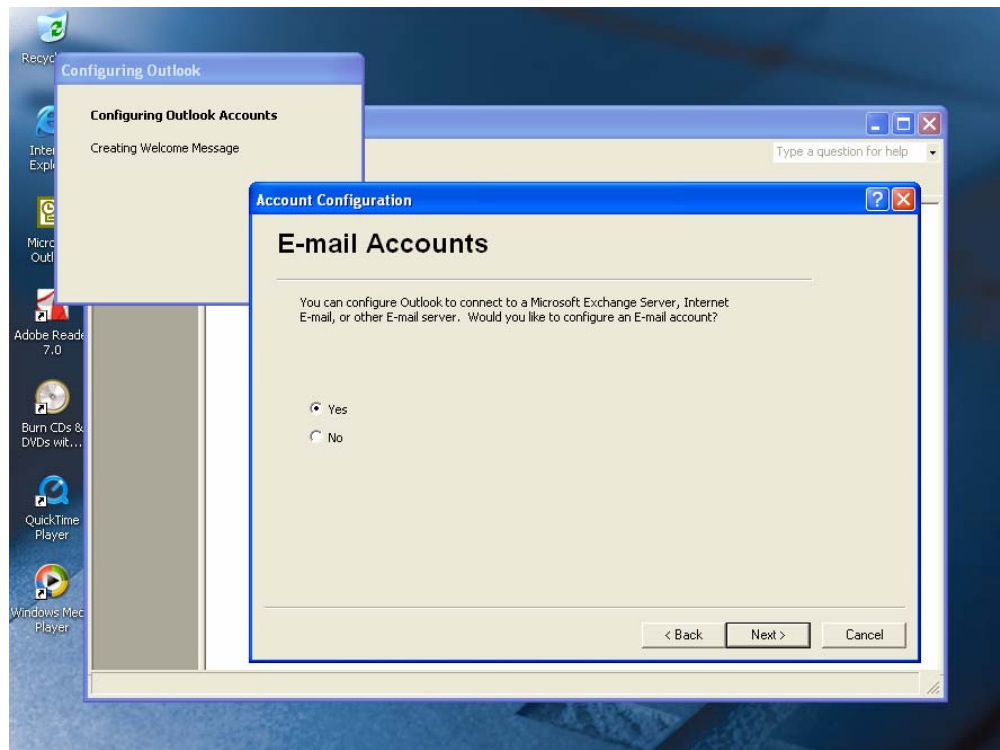 Configuring Outlook
Configuring Outlook Accounts
Creating Welcome Message
Type a question for help
Account Configuration
E-mail Accounts
You can configure Outlook to connect to a Microsoft Exchange Server, Internet
E-mail, or other E-mail server. Would you like to configure an E-mail account?
Yes
No
< Back
Next >
Cancel
Recyc
Inter
Explo
Micro
Outl
Adobe Reade
7.0
Burn CDs &
DVDs wit...
QuickTime
Player
Windows Med
Player